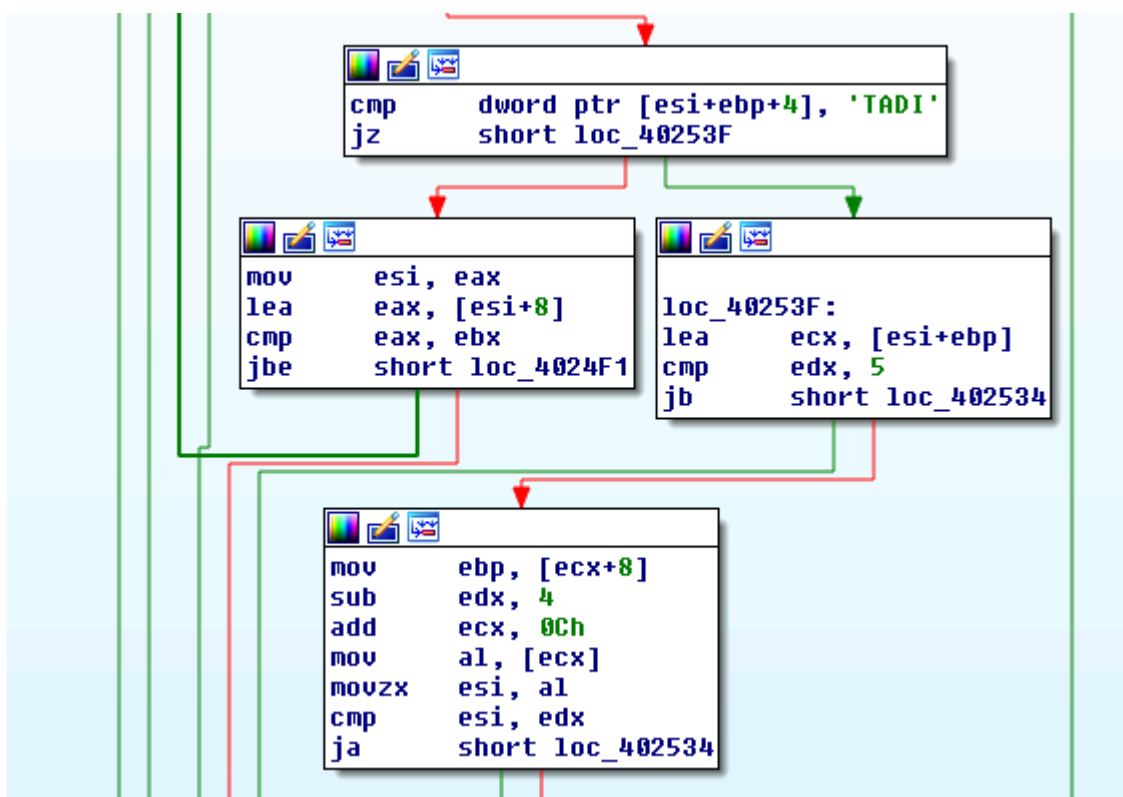 cmp dword ptr [esi+ebp+4], 'TADI'
jz short loc_40253F
mov esi, eax
lea eax, [esi+8]
cmp eax, ebx
jbe short loc_4024F1
loc_40253F:
lea ecx, [esi+ebp]
cmp edx, 5
jb short loc_402534
mov ebp, [ecx+8]
sub edx, 4
add ecx, 0Ch
mov al, [ecx]
movzx esi, al
cmp esi, edx
ja short loc_402534